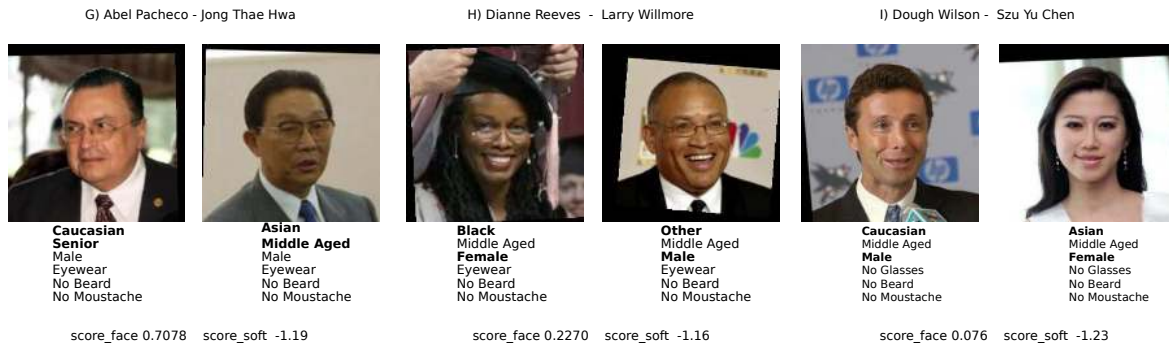 G) Abel Pacheco - Jong Thae Hwa
H) Dianne Reeves - Larry Willmore
I) Dough Wilson - Szu Yu Chen
hp
hp
Caucasian
Senior
Male
Eyewear
No Beard
No Moustache
Asian
Middle Aged
Male
Eyewear
No Beard
No Moustache
Black
Middle Aged
Female
Eyewear
No Beard
No Moustache
Other
Middle Aged
Male
Eyewear
No Beard
No Moustache
Caucasian
Middle Aged
Male
No Glasses
No Beard
No Moustache
Asian
Middle Aged
Female
No Glasses
No Beard
No Moustache
score_face 0.7078 score_soft -1.19
score_face 0.2270 score_soft -1.16
score_face 0.076 score_soft -1.23